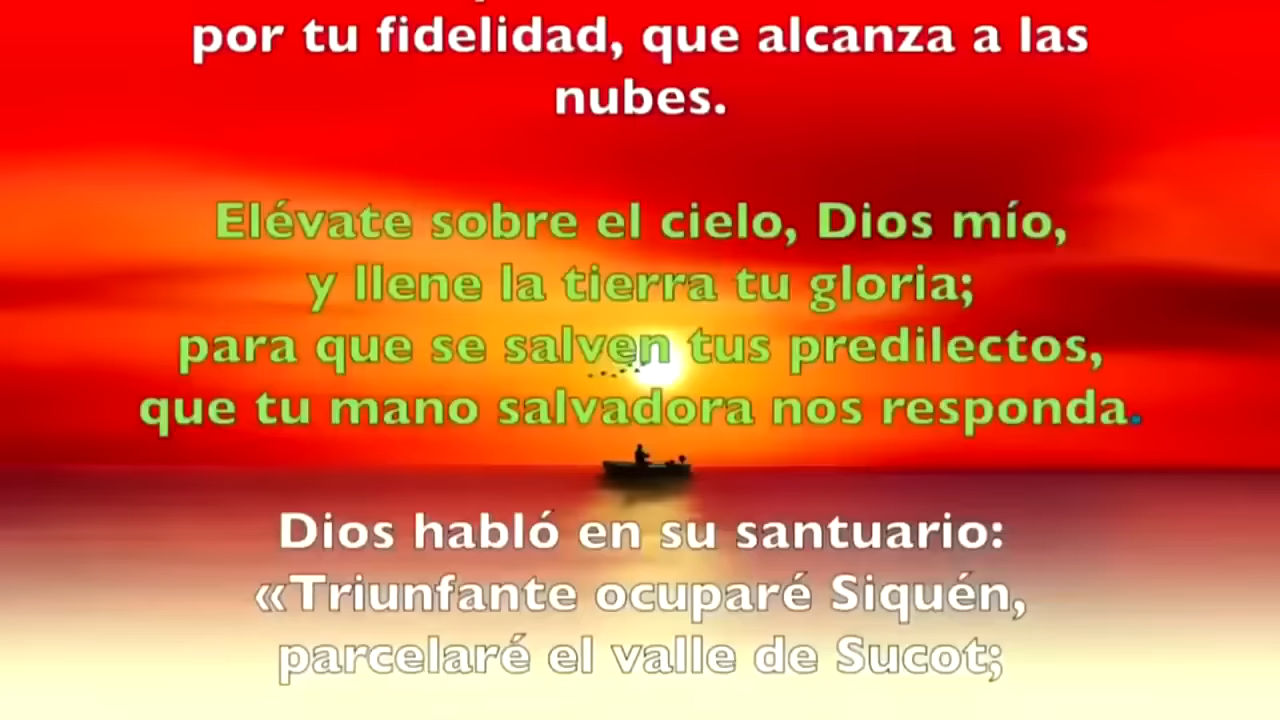 por tu fidelidad, que alcanza a las
nubes.
Elévate sobre el cielo, Dios mío,
y llene la tierra tu gloria;
para que se salven tus predilectos,
que tu mano salvadora nos responda.
Dios habló en su santuario:
«Triunfante ocuparé Siquén,
parcelaré el valle de Sucot;